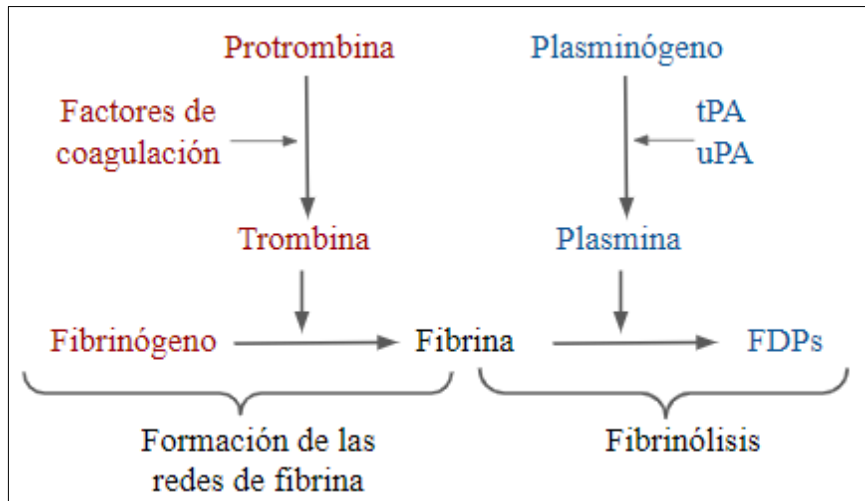 Protrombina
Plasminógeno
Factores de
coagulación
tPA
uPA
Trombina
Plasmina
Fibrinógeno
Fibrina
FDPs
Formación de las
redes de fibrina
Fibrinólisis